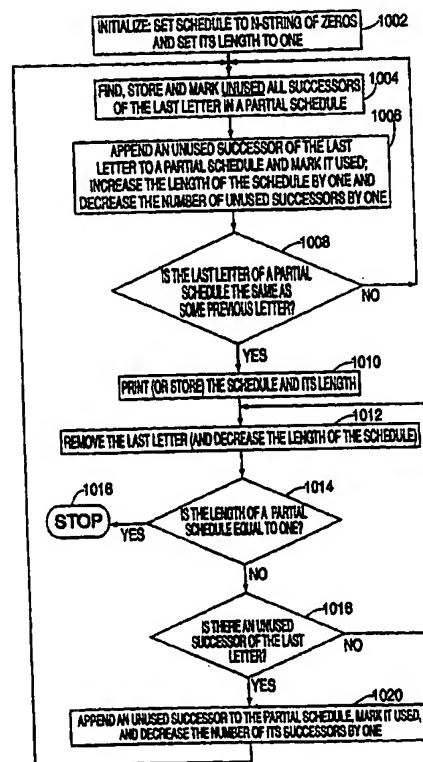 INITIALIZE: SET SCHEDULE TO N-STRING OF ZEROS
AND SET ITS LENGTH TO ONE
1002
FIND, STORE AND MARK UNUSED ALL SUCCESSORS
OF THE LAST LETTER IN A PARTIAL SCHEDULE
1004
1006
APPEND AN UNUSED SUCCESSOR OF THE LAST
LETTER TO A PARTIAL SCHEDULE AND MARK IT USED;
INCREASE THE LENGTH OF THE SCHEDULE BY ONE AND
DECREASE THE NUMBER OF UNUSED SUCCESSORS BY ONE
1008
IS THE LAST LETTER OF A PARTIAL
SCHEDULE THE SAME AS
SOME PREVIOUS LETTER?
NO
YES
1010
PRINT (OR STORE) THE SCHEDULE AND ITS LENGTH
1012
REMOVE THE LAST LETTER (AND DECREASE THE LENGTH OF THE SCHEDULE)
1016
1014
STOP
IS THE LENGTH OF A PARTIAL
SCHEDULE EQUAL TO ONE?
YES
NO
1016
IS THERE AN UNUSED
SUCCESSOR OF THE LAST
LETTER?
NO
YES
1020
APPEND AN UNUSED SUCCESSOR TO THE PARTIAL SCHEDULE, MARK IT USED,
AND DECREASE THE NUMBER OF ITS SUCCESSORS BY ONE